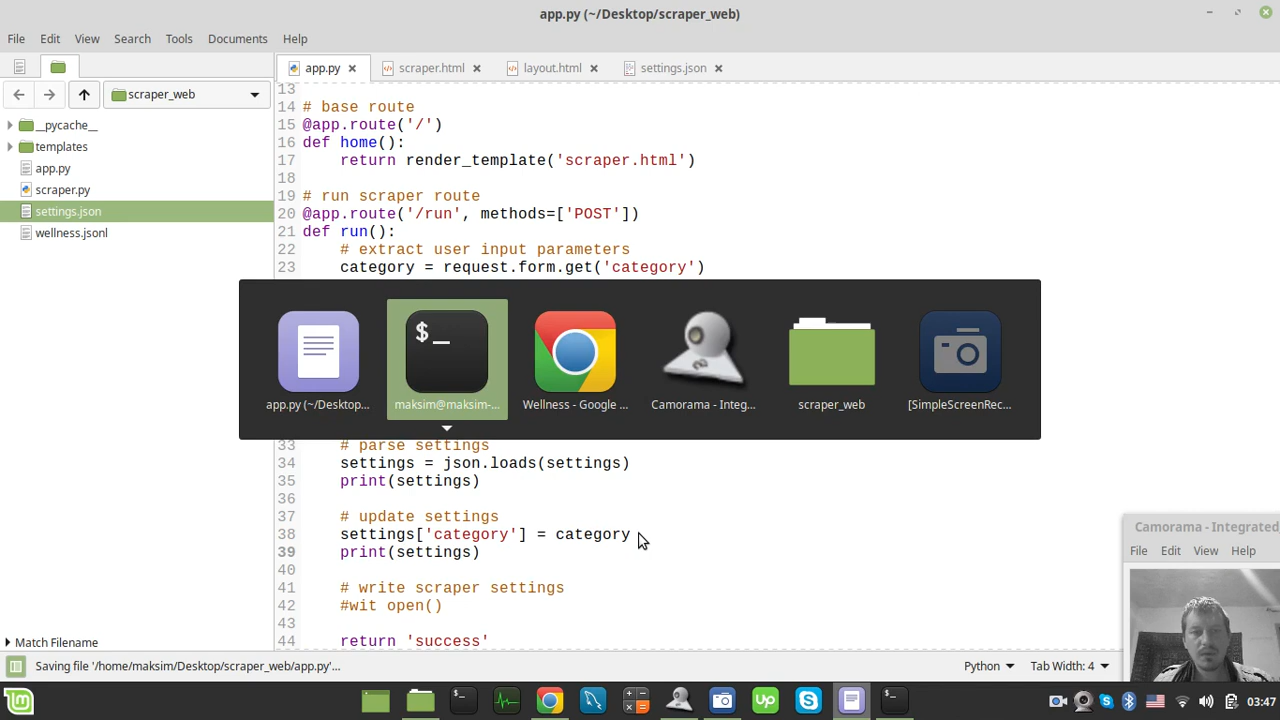 app.py (~/Desktop/scraper_web)
File Edit View Search Tools Documents Help
app.py scraper.html layout.html settings.json
scraper_web
__pycache__
templates
app.py
scraper.py
settings.json
wellness.jsonl
13
14 # base route
15 @app.route('/')
16 def home():
17 return render_template('scraper.html')
18
19 # run scraper route
20 @app.route('/run', methods=['POST'])
21 def run():
22 # extract user input parameters
23 category = request.form.get('category')
$_
app.py (~/Desktop... maksim@maksim-... Wellness - Google ... Camorama - Integ... scraper_web [SimpleScreenRec...
33 # parse settings
34 settings = json.loads(settings)
35 print(settings)
36
37 # update settings
38 settings['category'] = category
39 print(settings)
40
41 # write scraper settings
42 #wit open()
43
44 return 'success'
Camorama - Integrated
File Edit View Help
Match Filename
Saving file '/home/maksim/Desktop/scraper_web/app.py'... Python Tab Width: 4
03:47